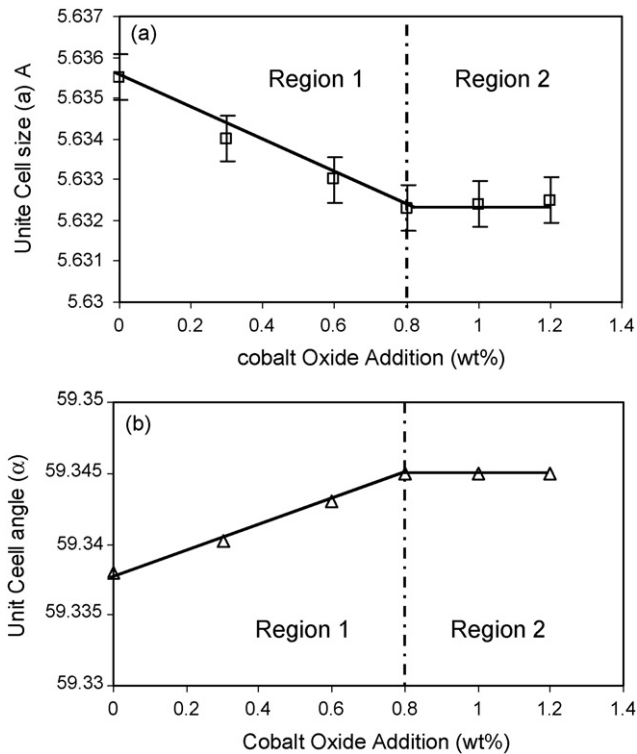 (a)
5.637
5.636
5.635
5.634
5.633
5.632
5.631
5.63
Unite Cell size (a) A
Region 1
Region 2
0 0.2 0.4 0.6 0.8 1 1.2 1.4
cobalt Oxide Addition (wt%)
(b)
59.35
59.345
59.34
59.335
59.33
Unit Ceell angle (α)
Region 1
Region 2
0 0.2 0.4 0.6 0.8 1 1.2 1.4
Cobalt Oxide Addition (wt%)